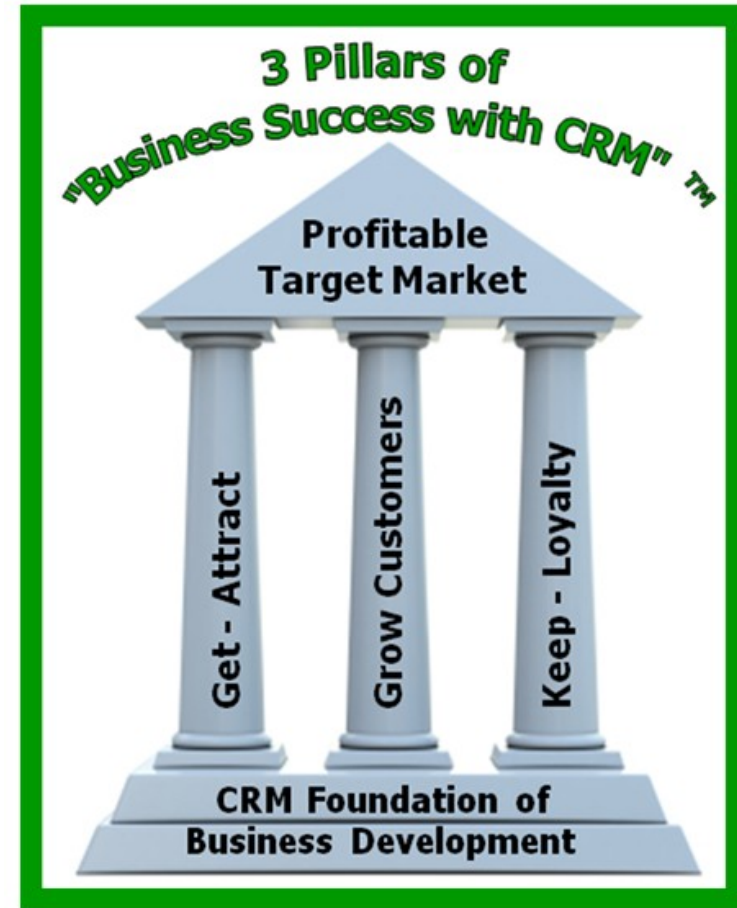 3 Pillars of
"Business Success with CRM" ™
Profitable
Target Market
Get - Attract
Grow Customers
Keep - Loyalty
CRM Foundation of
Business Development